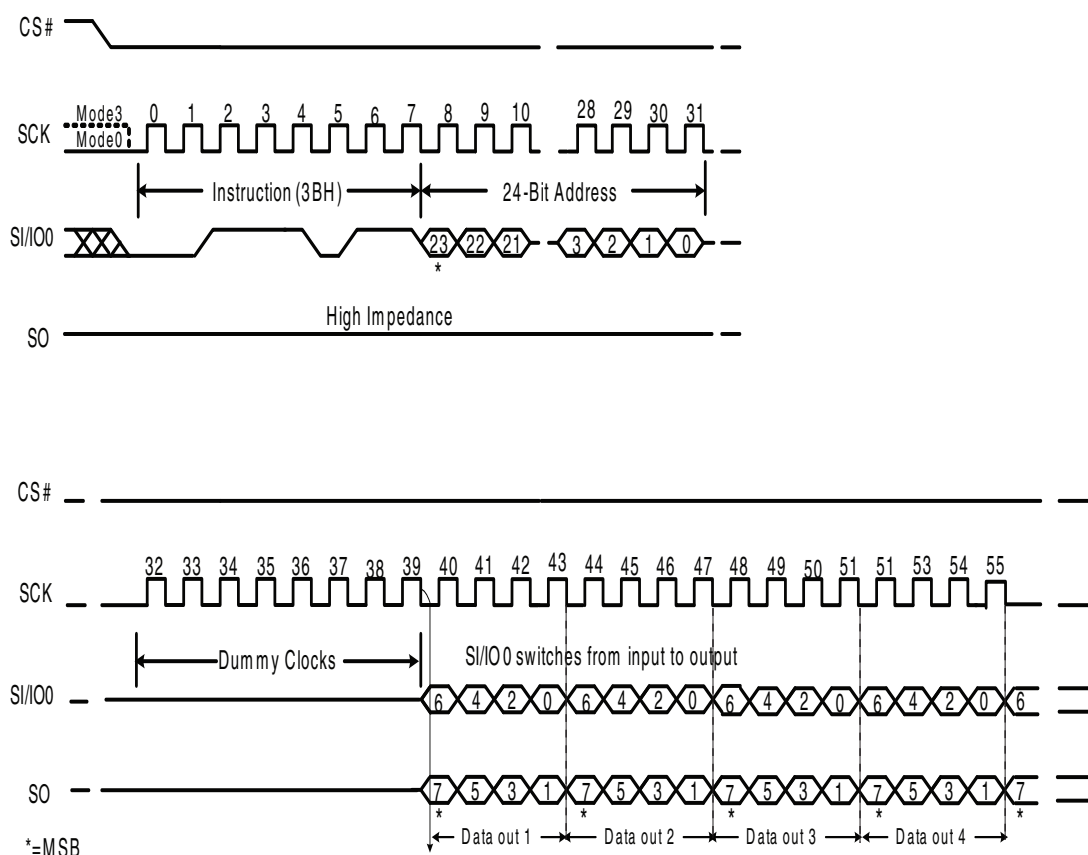 CS#
Mode3
0 1 2 3 4 5 6 7 8 9 10 28 29 30 31
SCK
Mode0
Instruction (3BH)
24-Bit Address
SI/IO0
23 22 21 3 2 1 0
*
High Impedance
SO
CS#
32 33 34 35 36 37 38 39 40 41 42 43 44 45 46 47 48 49 50 51 51 53 54 55
SCK
Dummy Clocks
SI/IO0 switches from input to output
SI/IO0
6 4 2 0 6 4 2 0 6 4 2 0 6 4 2 0 6
SO
7 5 3 1 7 5 3 1 7 5 3 1 7 5 3 1 7
* * * * *
Data out 1 Data out 2 Data out 3 Data out 4
*=MSB